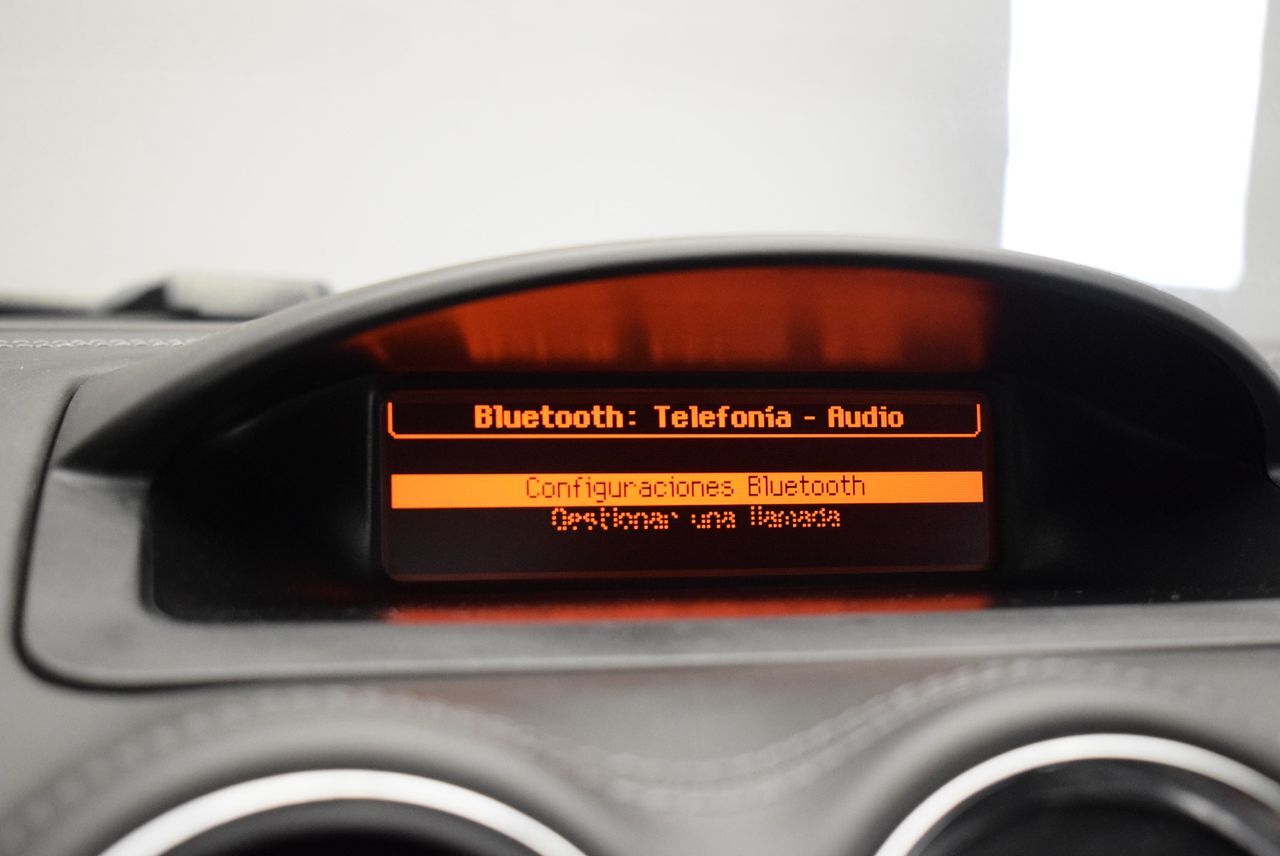 Bluetooth: Telefonía - Audio
Configuraciones Bluetooth
Gestionar una llamada